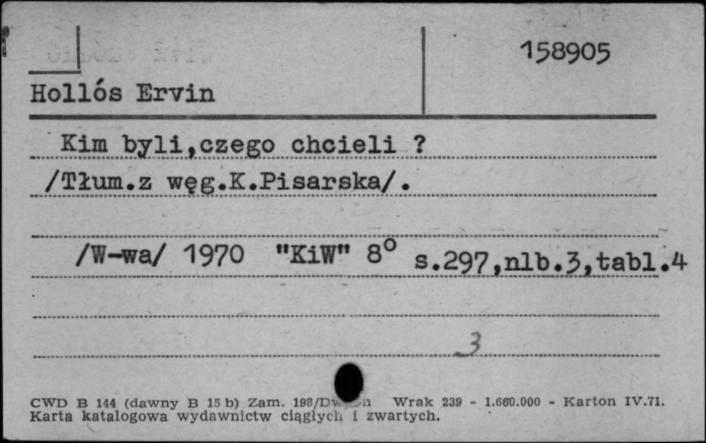 158905
Hollós Ervin
Kim byli,czego chcieli ?
/Tłum.z węg.K.Pisarska/.
/W-wa/ 1970 "KiW" 8° s.297,nlb.3,tabl.4
3
CWD B 144 (dawny B 15 b) Zam. 198/ Wrak 239 - 1.660.000 - Karton IV.71.
Karta katalogowa wydawnictw ciągłych i zwartych.